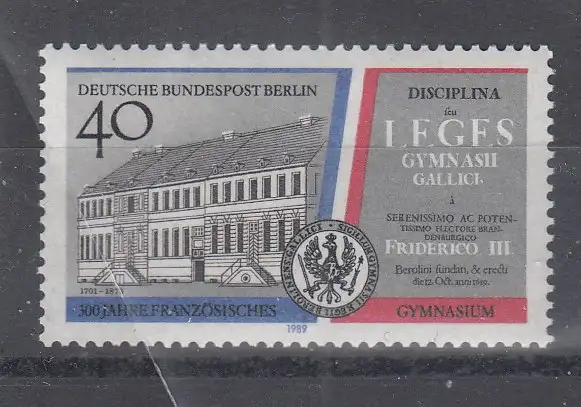 DEUTSCHE BUNDESPOST BERLIN
40
1701-1873
300 JAHRE FRANZÖSISCHES
1989
DISCIPLINA
seu
LEGES
GYMNASII
GALLICI.
à
SERENISSIMO AC POTEN-
TISSIMO ELECTORE BRAN-
DENBURGICO
FRIDERICO III
Berolini fundati, & erecti
die 12. Oct. anni 1689.
GYMNASIUM